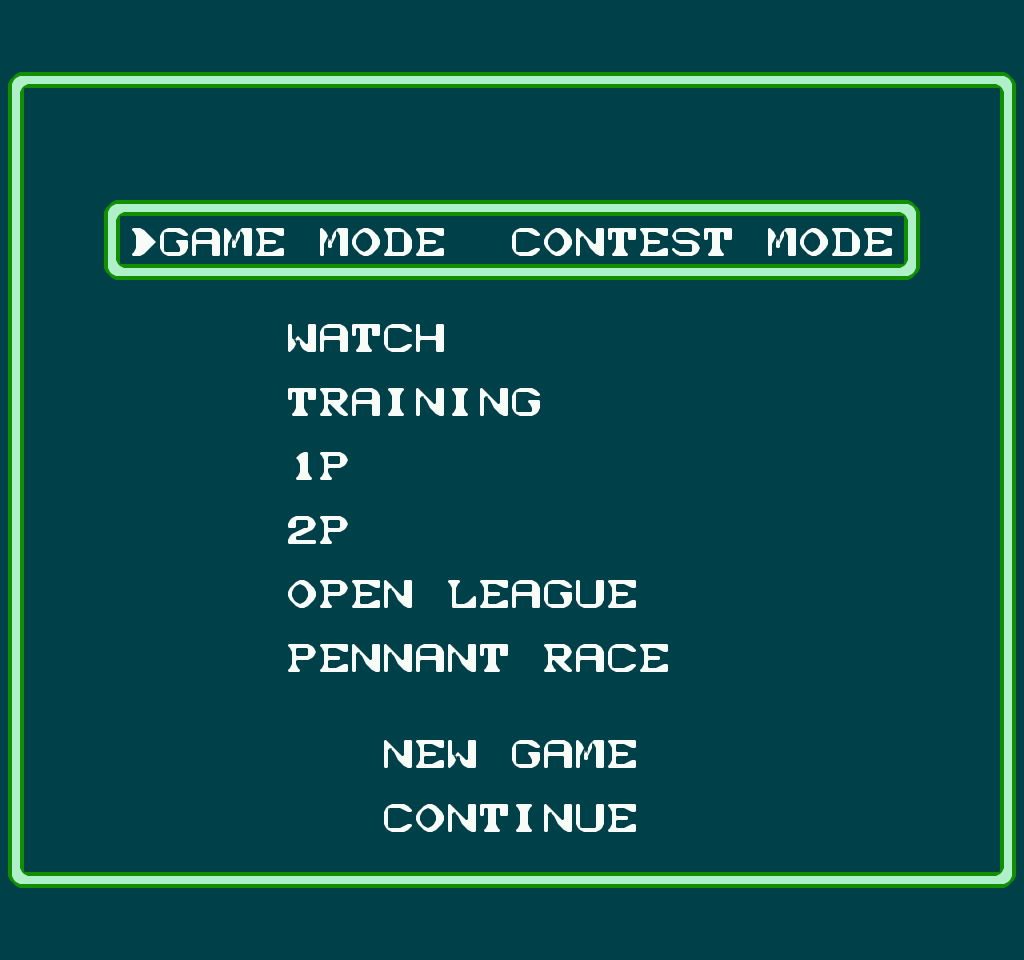 GAME MODE CONTEST MODE
WATCH
TRAINING
1P
2P
OPEN LEAGUE
PENNANT RACE
NEW GAME
CONTINUE